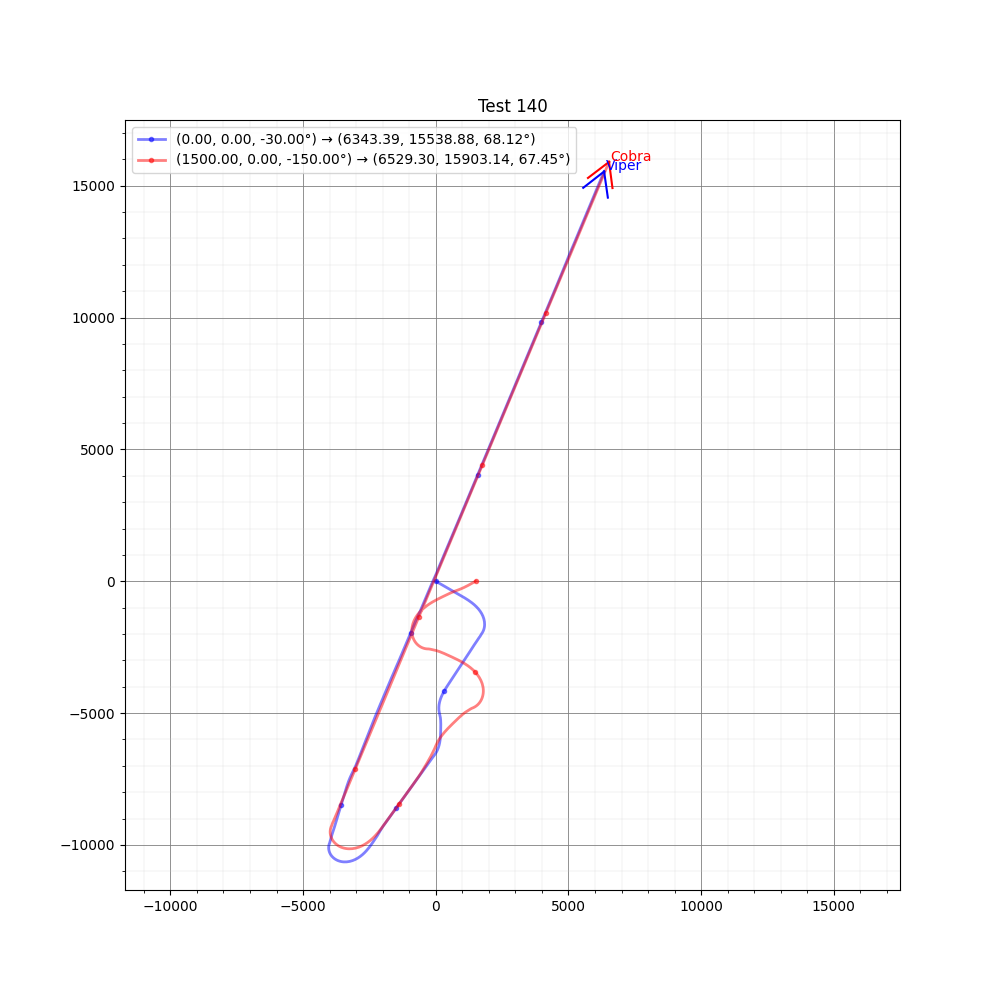 Test 140
(0.00, 0.00, -30.00°) → (6343.39, 15538.88, 68.12°)
(1500.00, 0.00, -150.00°) → (6529.30, 15903.14, 67.45°)
Cobra
Viper
15000
10000
5000
0
−5000
−10000
−10000 −5000 0 5000 10000 15000